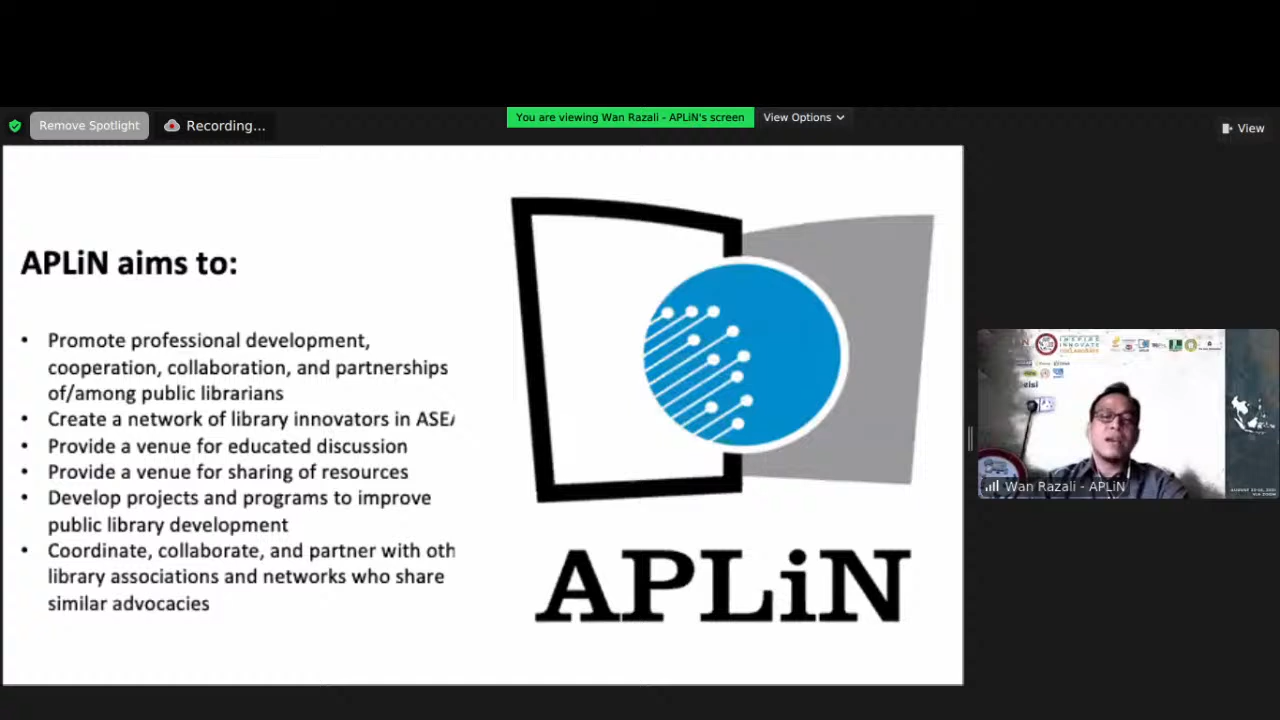 You are viewing Wan Razali - APLiN's screen
View Options
Remove Spotlight
Recording...
View
APLiN aims to:
• Promote professional development,
cooperation, collaboration, and partnerships
of/among public librarians
• Create a network of library innovators in ASEA
• Provide a venue for educated discussion
• Provide a venue for sharing of resources
• Develop projects and programs to improve
public library development
• Coordinate, collaborate, and partner with oth
library associations and networks who share
similar advocacies
APLiN
INSPIRE
INNOVATE
Wan Razali - APLiN